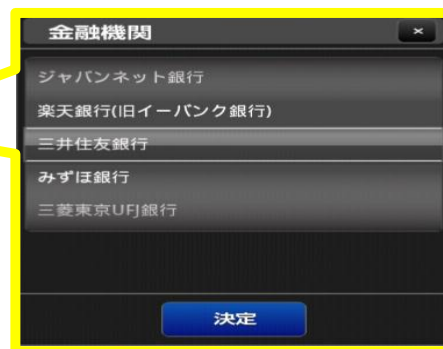 金融機関
×
ジャパンネット銀行
楽天銀行(旧イーバンク銀行)
三井住友銀行
みずほ銀行
三菱東京UFJ銀行
決定